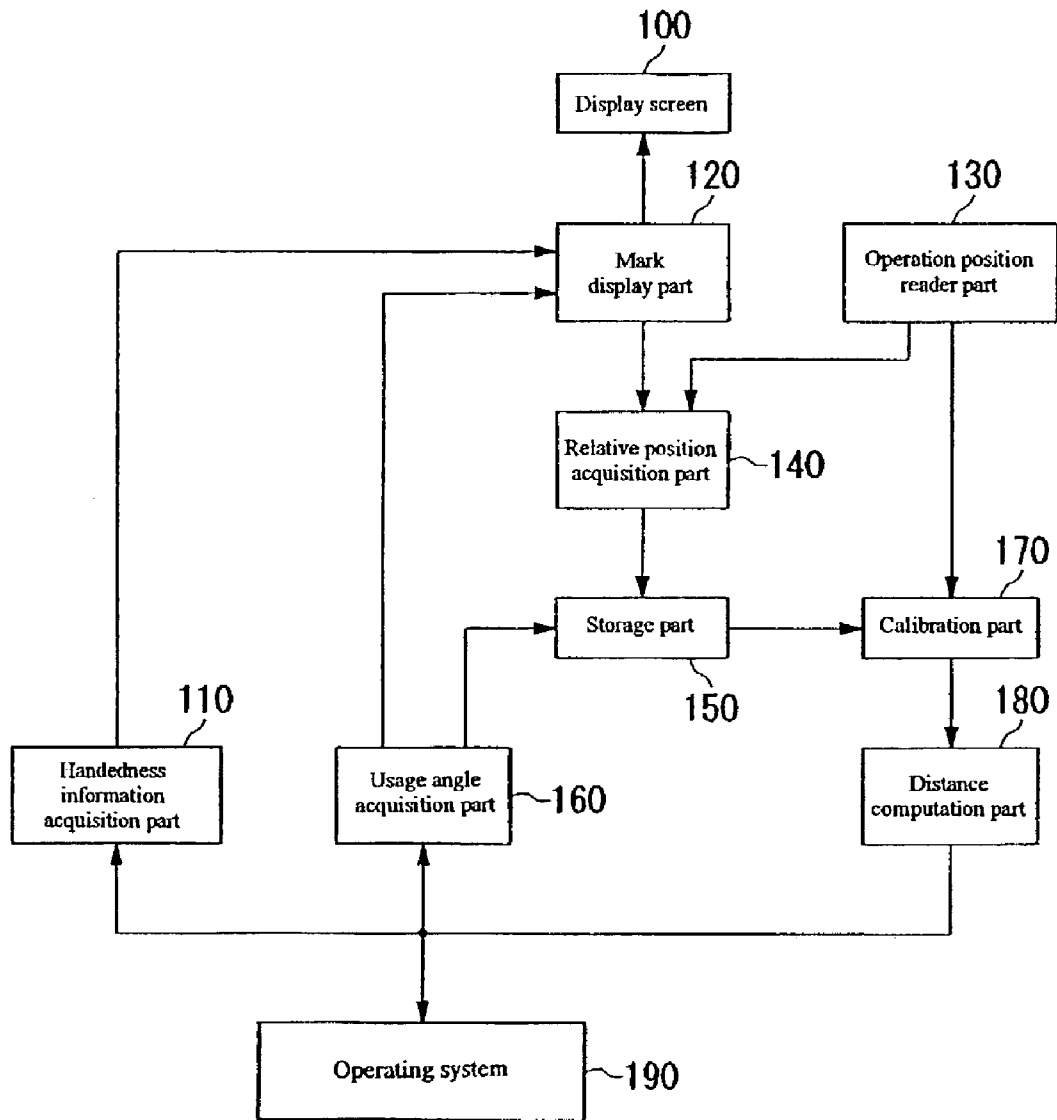 100
Display screen
120
130
Mark
display part
Operation position
reader part
Relative position
acquisition part
140
170
Storage part
Calibration part
150
110
180
Handedness
information
acquisition part
Usage angle
acquisition part
160
Distance
computation part
Operating system
190